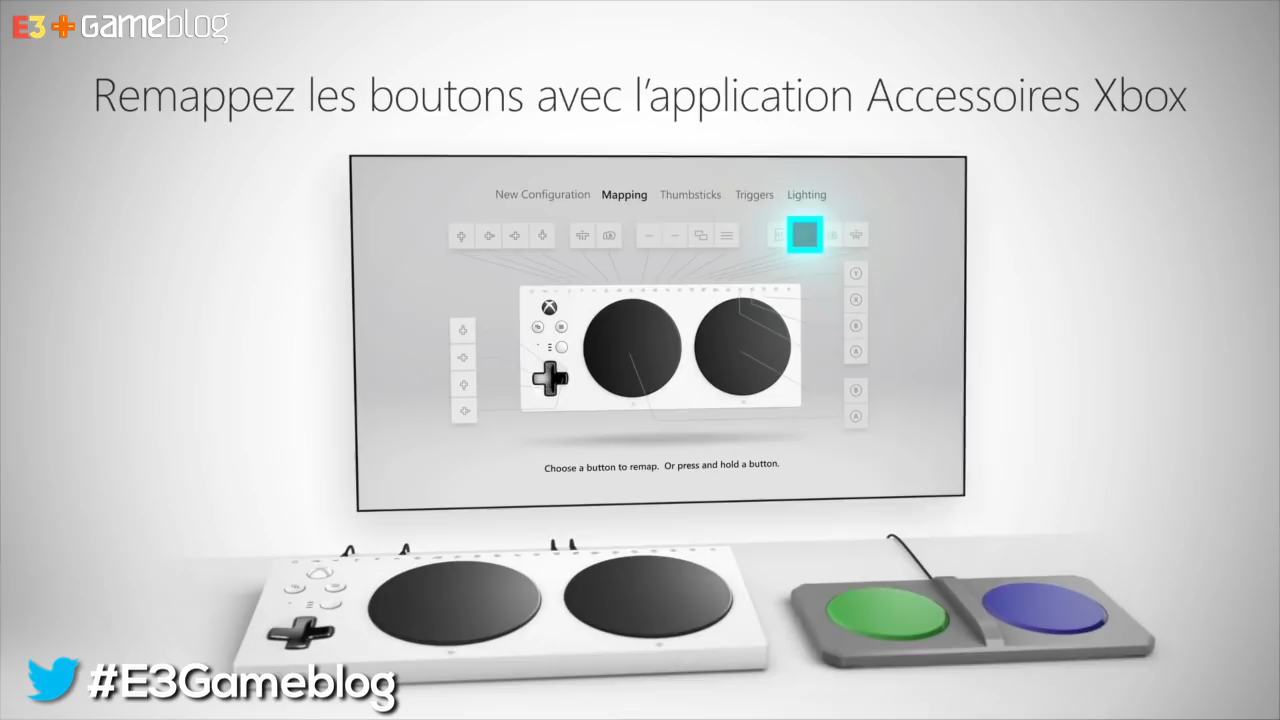 E3+Gameblog
Remappez les boutons avec l’application Accessoires Xbox
New Configuration Mapping Thumbsticks Triggers Lighting
LB
Y
X
B
A
B
A
Choose a button to remap. Or press and hold a button.
#E3Gameblog